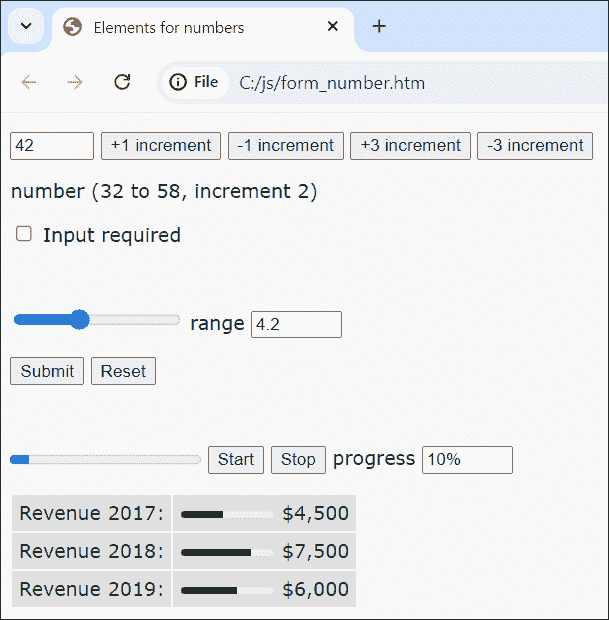 Elements for numbers
File C:/js/form_number.htm
42 +1 increment -1 increment +3 increment -3 increment
number (32 to 58, increment 2)
Input required
range 4.2
Submit Reset
Start Stop progress 10%
Revenue 2017: $4,500
Revenue 2018: $7,500
Revenue 2019: $6,000